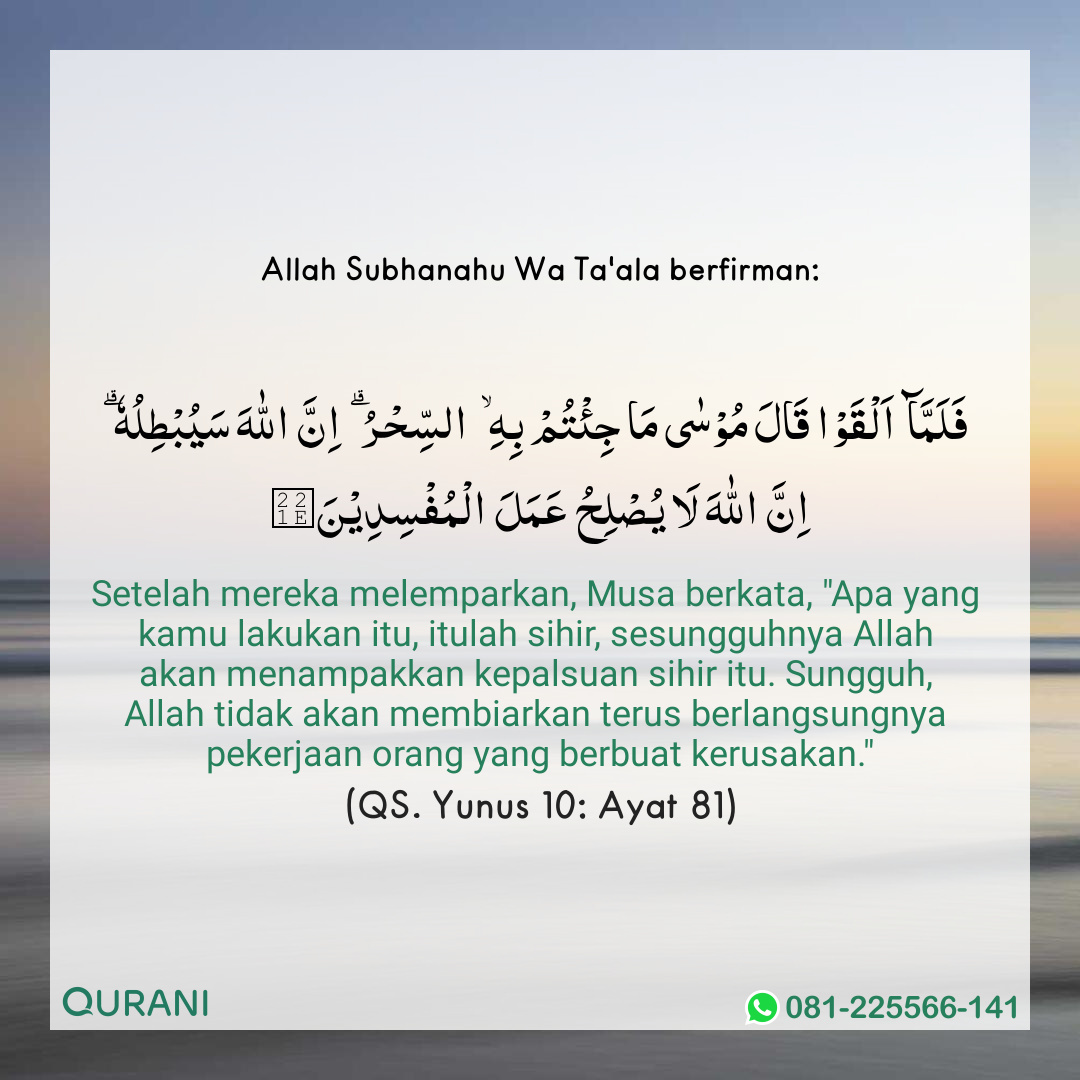 Allah Subhanahu Wa Ta'ala berfirman:
فَلَمَّاۤ اَلْقَوْا قَالَ مُوْسٰى مَا جِئْتُمْ بِهِ ۙ السِّحْرُ ۗ اِنَّ اللّٰهَ سَيُبْطِلُهٗ ۗ
اِنَّ اللّٰهَ لَا يُصْلِحُ عَمَلَ الْمُفْسِدِيْنَ∞
Setelah mereka melemparkan, Musa berkata, "Apa yang
kamu lakukan itu, itulah sihir, sesungguhnya Allah
akan menampakkan kepalsuan sihir itu. Sungguh,
Allah tidak akan membiarkan terus berlangsungnya
pekerjaan orang yang berbuat kerusakan."
(QS. Yunus 10: Ayat 81)
QURANI
081-225566-141